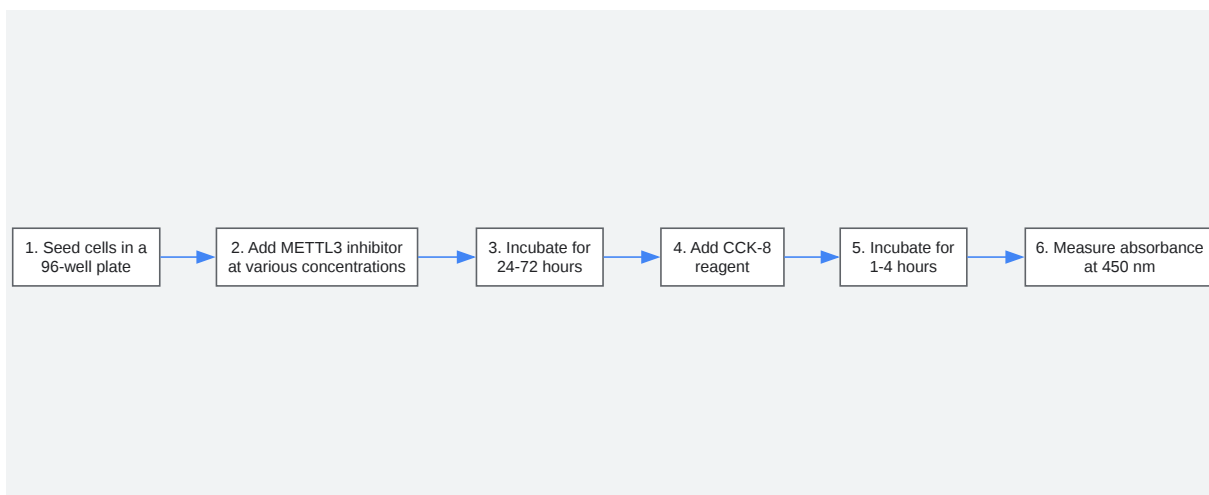 1. Seed cells in a
96-well plate
2. Add METTL3 inhibitor
at various concentrations
3. Incubate for
24-72 hours
4. Add CCK-8
reagent
5. Incubate for
1-4 hours
6. Measure absorbance
at 450 nm